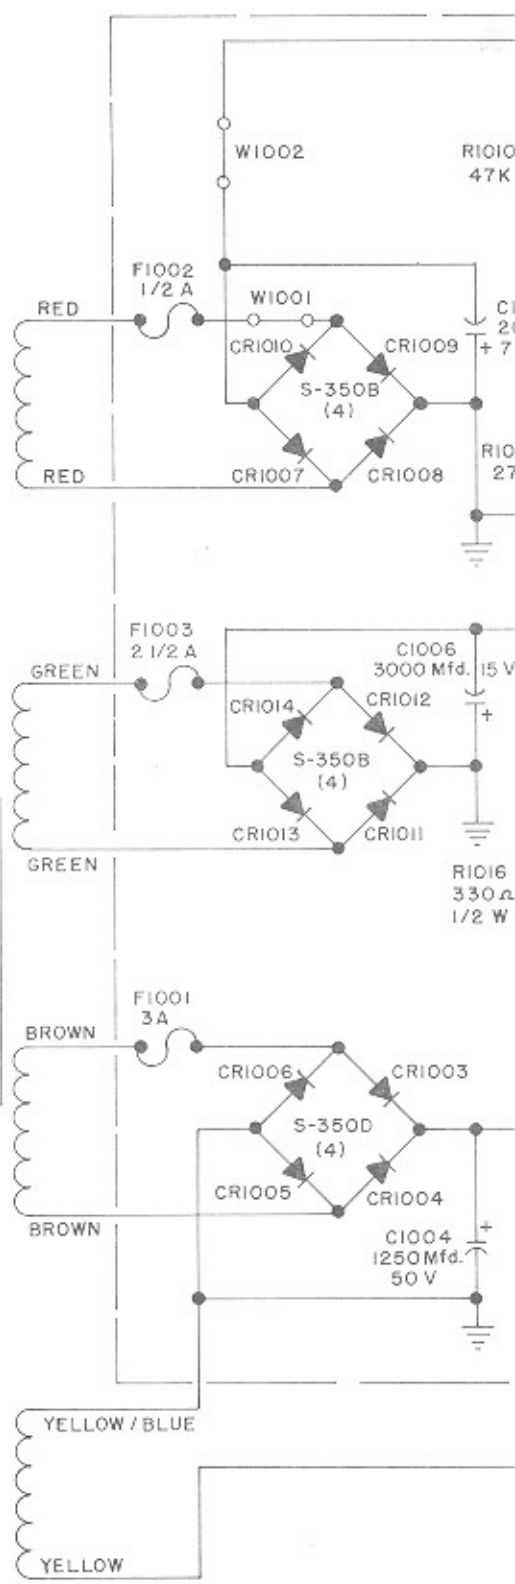 W1002
R1010
47K
F1002
1/2 A
RED
W1001
CR1010
CR1009
S-350B
(4)
+
CR1007
CR1008
RED
F1003
2 1/2 A
C1006
3000 Mfd. 15 V
GREEN
CR1014
CR1012
+
S-350B
(4)
CR1013
CR1011
GREEN
R1016
330Ω
1/2 W
F1001
3A
BROWN
CR1006
CR1003
S-350D
(4)
CR1005
CR1004
BROWN
+
C1004
1250 Mfd.
50 V
YELLOW / BLUE
YELLOW